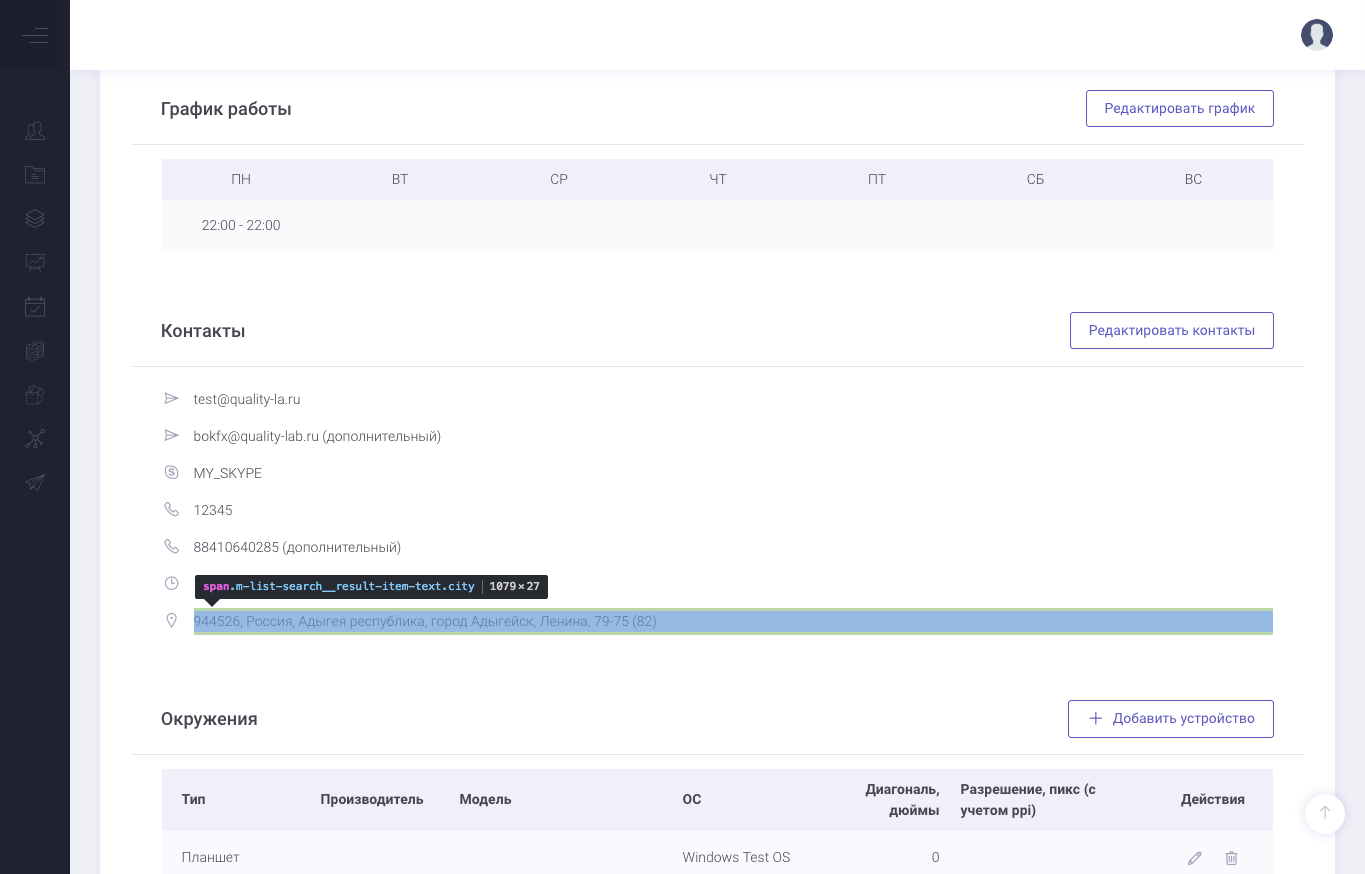 График работы
Редактировать график
ПН ВТ СР ЧТ ПТ СБ ВС
22:00 - 22:00
Контакты
Редактировать контакты
test@quality-la.ru
bokfx@quality-lab.ru (дополнительный)
MY_SKYPE
12345
88410640285 (дополнительный)
span.m-list-search__result-item-text.city 1079×27
944526, Россия, Адыгея республика, город Адыгейск, Ленина, 79-75 (82)
Окружения
Добавить устройство
Тип Производитель Модель ОС Диагональ, дюймы Разрешение, пикс (с учетом ppi) Действия
Планшет Windows Test OS 0